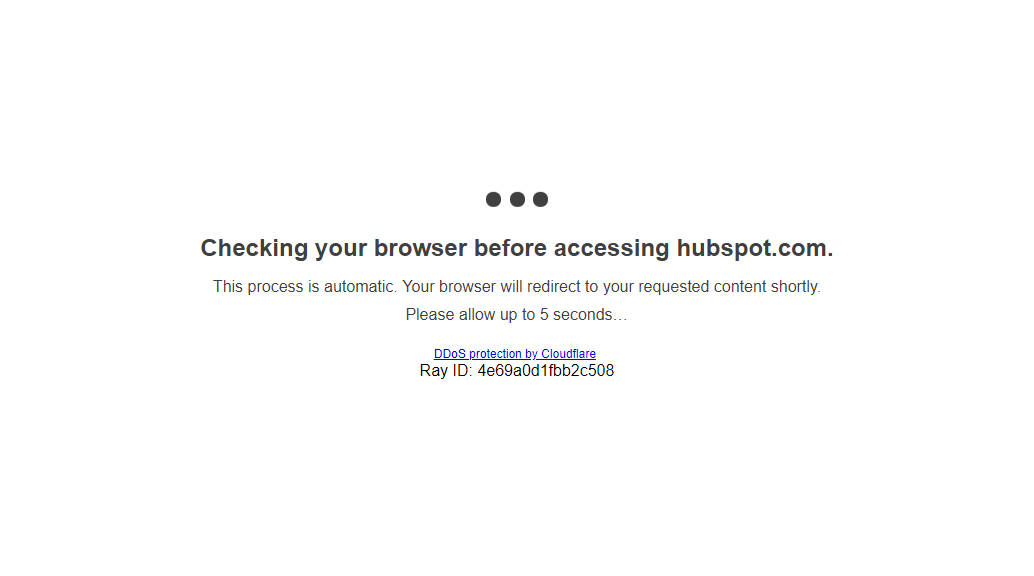 Checking your browser before accessing hubspot.com.
This process is automatic. Your browser will redirect to your requested content shortly.
Please allow up to 5 seconds…
DDoS protection by Cloudflare
Ray ID: 4e69a0d1fbb2c508